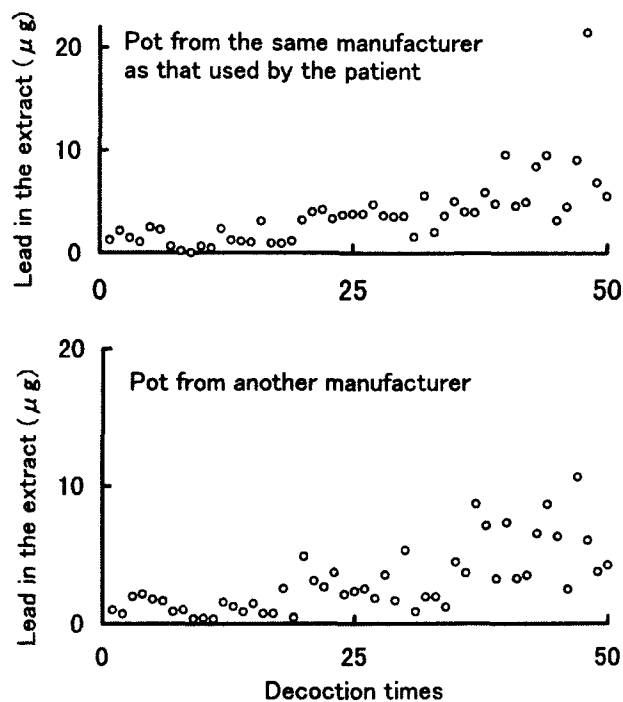 Lead in the extract (μg)
20
10
0
Pot from the same manufacturer
as that used by the patient
0
25
50
Lead in the extract (μg)
20
10
0
Pot from another manufacturer
0
25
50
Decoction times